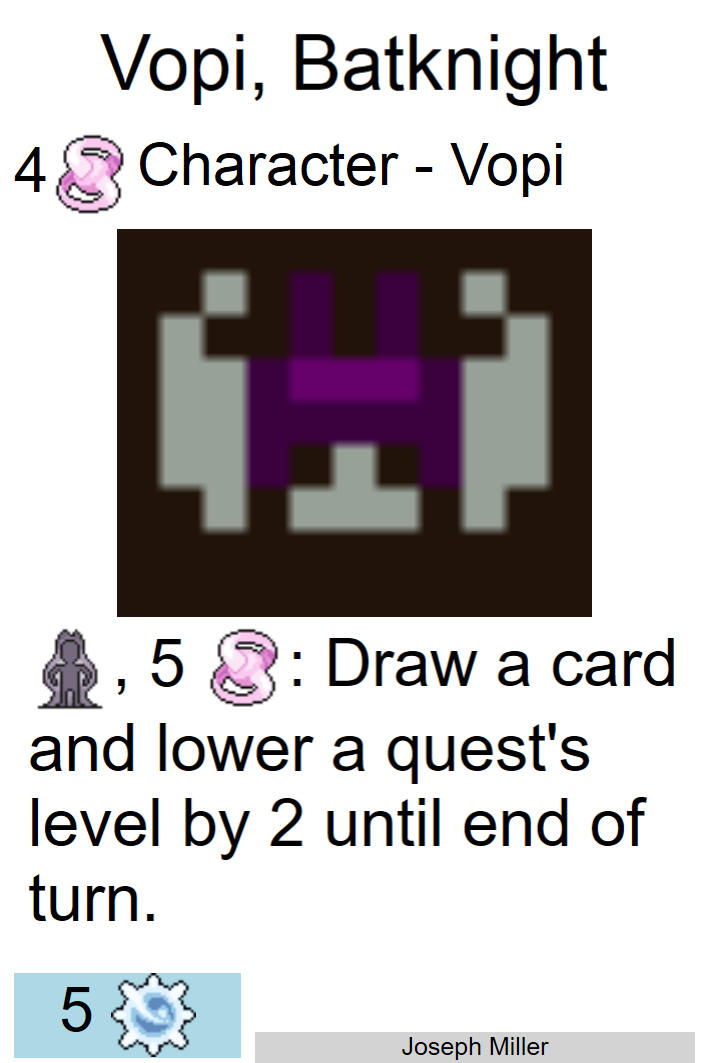 Vopi, Batknight
4 Character - Vopi
, 5 : Draw a card
and lower a quest's
level by 2 until end of
turn.
5
Joseph Miller